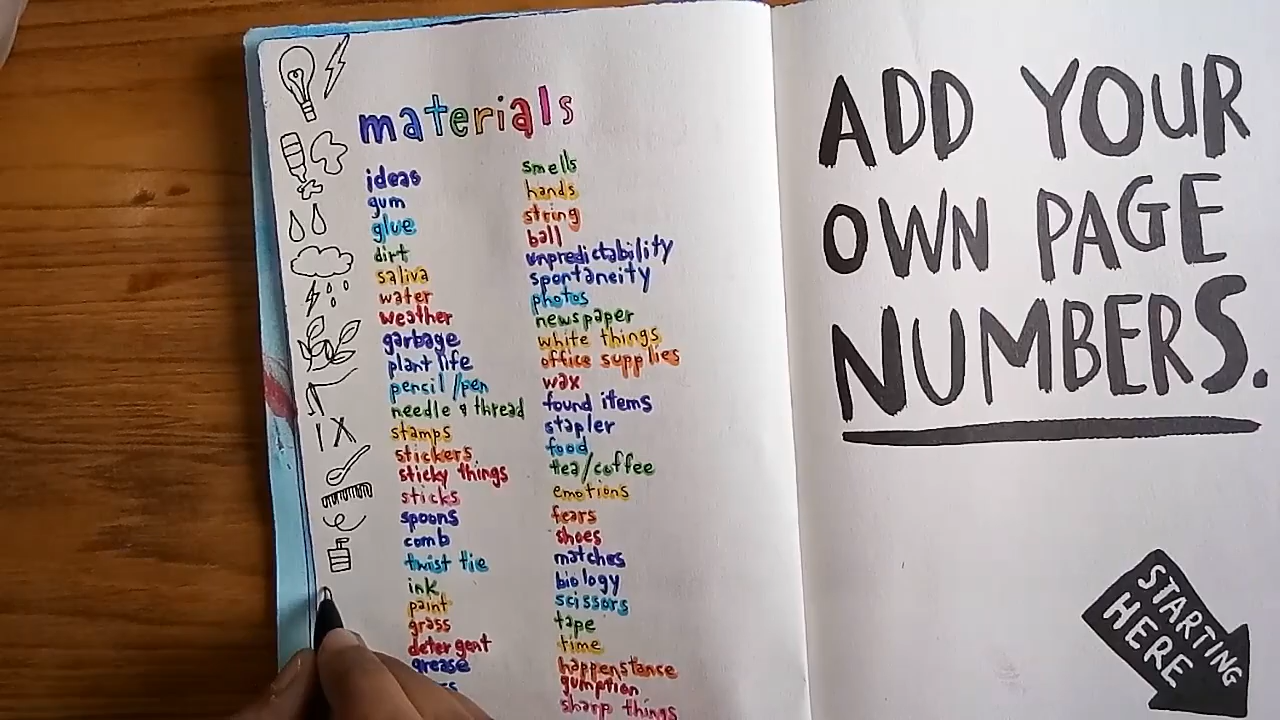 materials
ideas
gum
glue
dirt
saliva
water
weather
garbage
plant life
pencil/pen
needle & thread
stamps
stickers
sticky things
sticks
spoons
comb
twist tie
ink
paint
grass
detergent
grease
smells
hands
string
ball
unpredictability
spontaneity
photos
newspaper
white things
office supplies
wax
found items
stapler
food
tea/coffee
emotions
fears
shoes
matches
biology
scissors
tape
time
happenstance
gumption
sharp things
ADD YOUR
OWN PAGE
NUMBERS.
STARTING
HERE